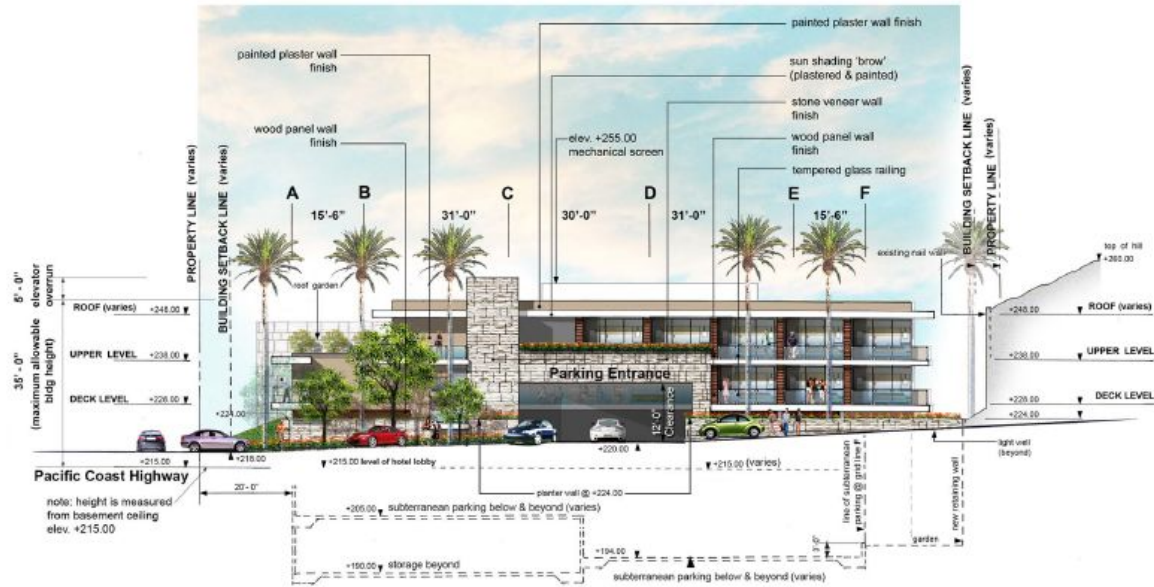 painted plaster wall finish
painted plaster wall
finish
sun shading 'brow'
(plastered & painted)
stone veneer wall
finish
wood panel wall
finish
elev. +255.00
mechanical screen
wood panel wall
finish
tempered glass railing
PROPERTY LINE (varies)
BUILDING SETBACK LINE (varies)
A
B
C
D
E
F
15'-6"
31'-0"
30'-0"
31'-0"
15'-6"
BUILDING SETBACK LINE (varies)
PROPERTY LINE (varies)
existing nail wall
top of hill
+260.00
5'-0"
elevator
overrun
roof garden
ROOF (varies)
+248.00
+248.00
ROOF (varies)
35'-0"
(maximum allowable
bldg height)
UPPER LEVEL
+238.00
+238.00
UPPER LEVEL
Parking Entrance
DECK LEVEL
+228.00
+228.00
DECK LEVEL
+224.00
+224.00
12'-0"
Clearance
+220.00
light well
(beyond)
+215.00
+218.00
+215.00 level of hotel lobby
+215.00 (varies)
Pacific Coast Highway
note: height is measured
from basement ceiling
elev. +215.00
20'-0"
planter wall @ +224.00
line of subterranean
parking @ grid line F
new retaining wall
+205.00
subterranean parking below & beyond (varies)
garden
3'-0"
+194.00
+190.00
storage beyond
subterranean parking below & beyond (varies)